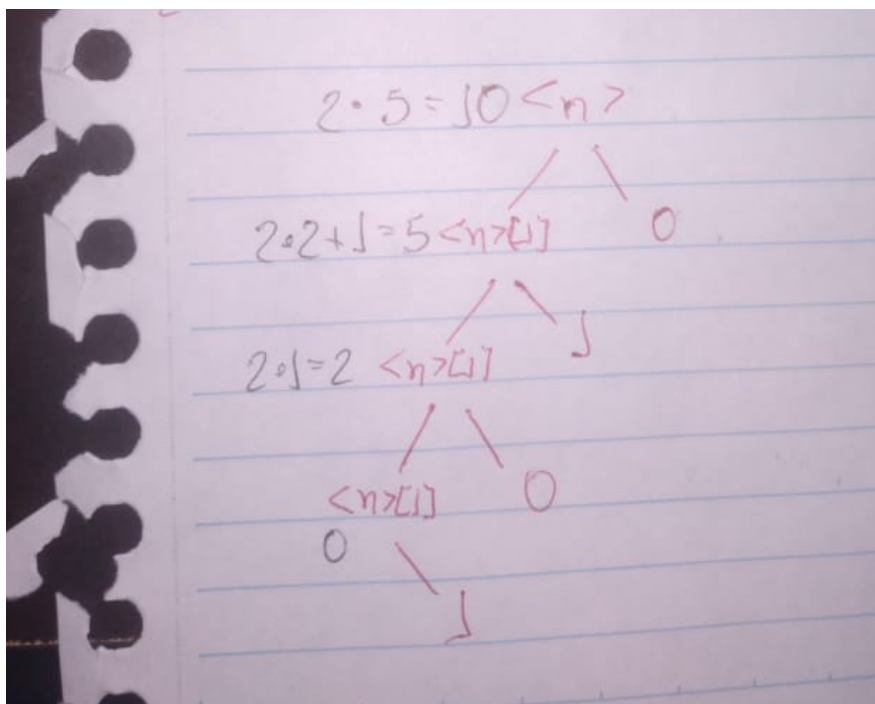 2 · 5 = 10 <n>
2·2+1=5 <n>[1] 0
2·1=2 <n>[1] 1
<n>[1] 0
0 1